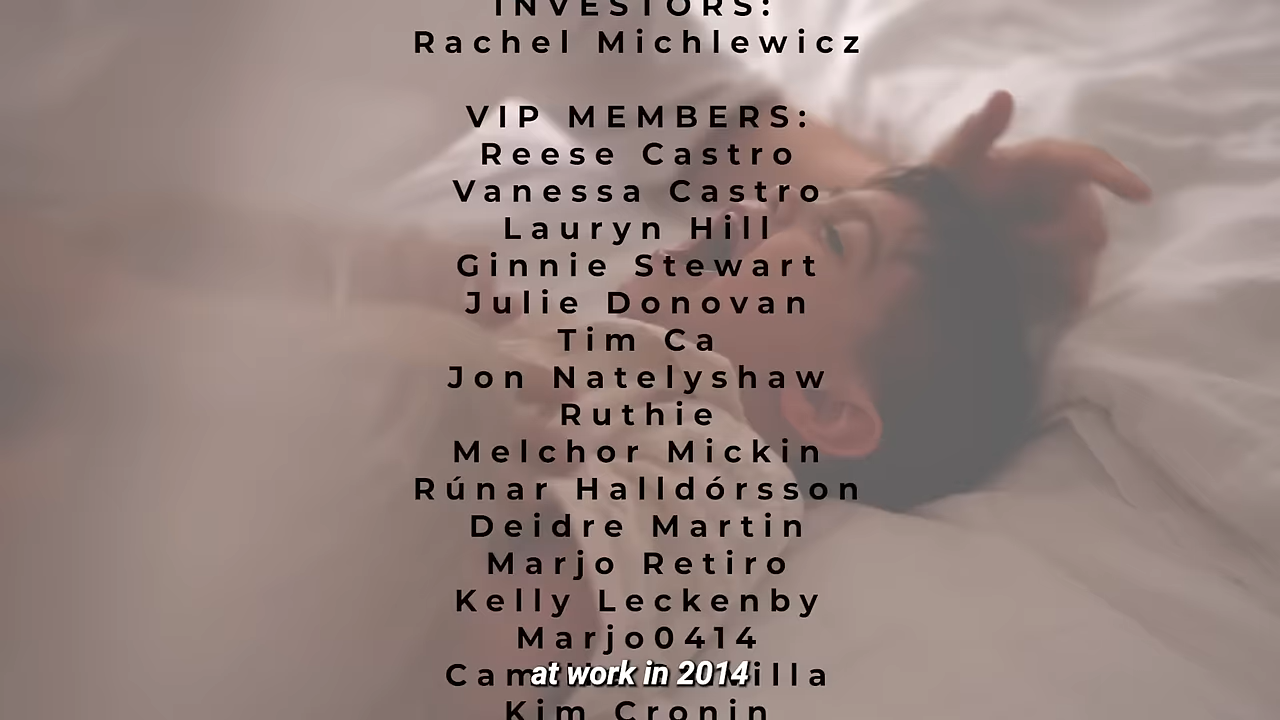 INVESTORS:
Rachel Michlewicz
VIP MEMBERS:
Reese Castro
Vanessa Castro
Lauryn Hill
Ginnie Stewart
Julie Donovan
Tim Ca
Jon Natelyshaw
Ruthie
Melchor Mickin
Rúnar Halldórsson
Deidre Martin
Marjo Retiro
Kelly Leckenby
Marjo0414
at work in 2014
Kim Cronin